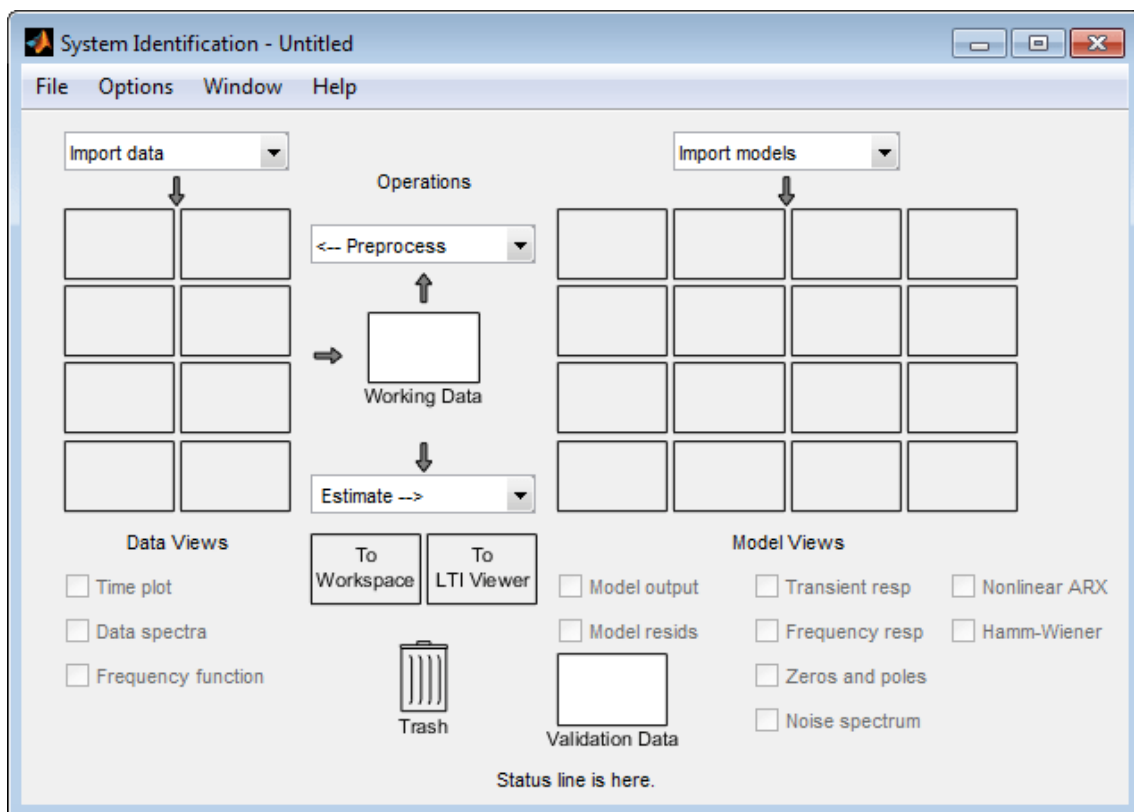 System Identification - Untitled
File Options Window Help
Import data
Import models
Operations
<-- Preprocess
Working Data
Estimate -->
Data Views
To Workspace
To LTI Viewer
Model Views
Time plot
Data spectra
Frequency function
Model output
Model resids
Transient resp
Frequency resp
Zeros and poles
Noise spectrum
Nonlinear ARX
Hamm-Wiener
Trash
Validation Data
Status line is here.